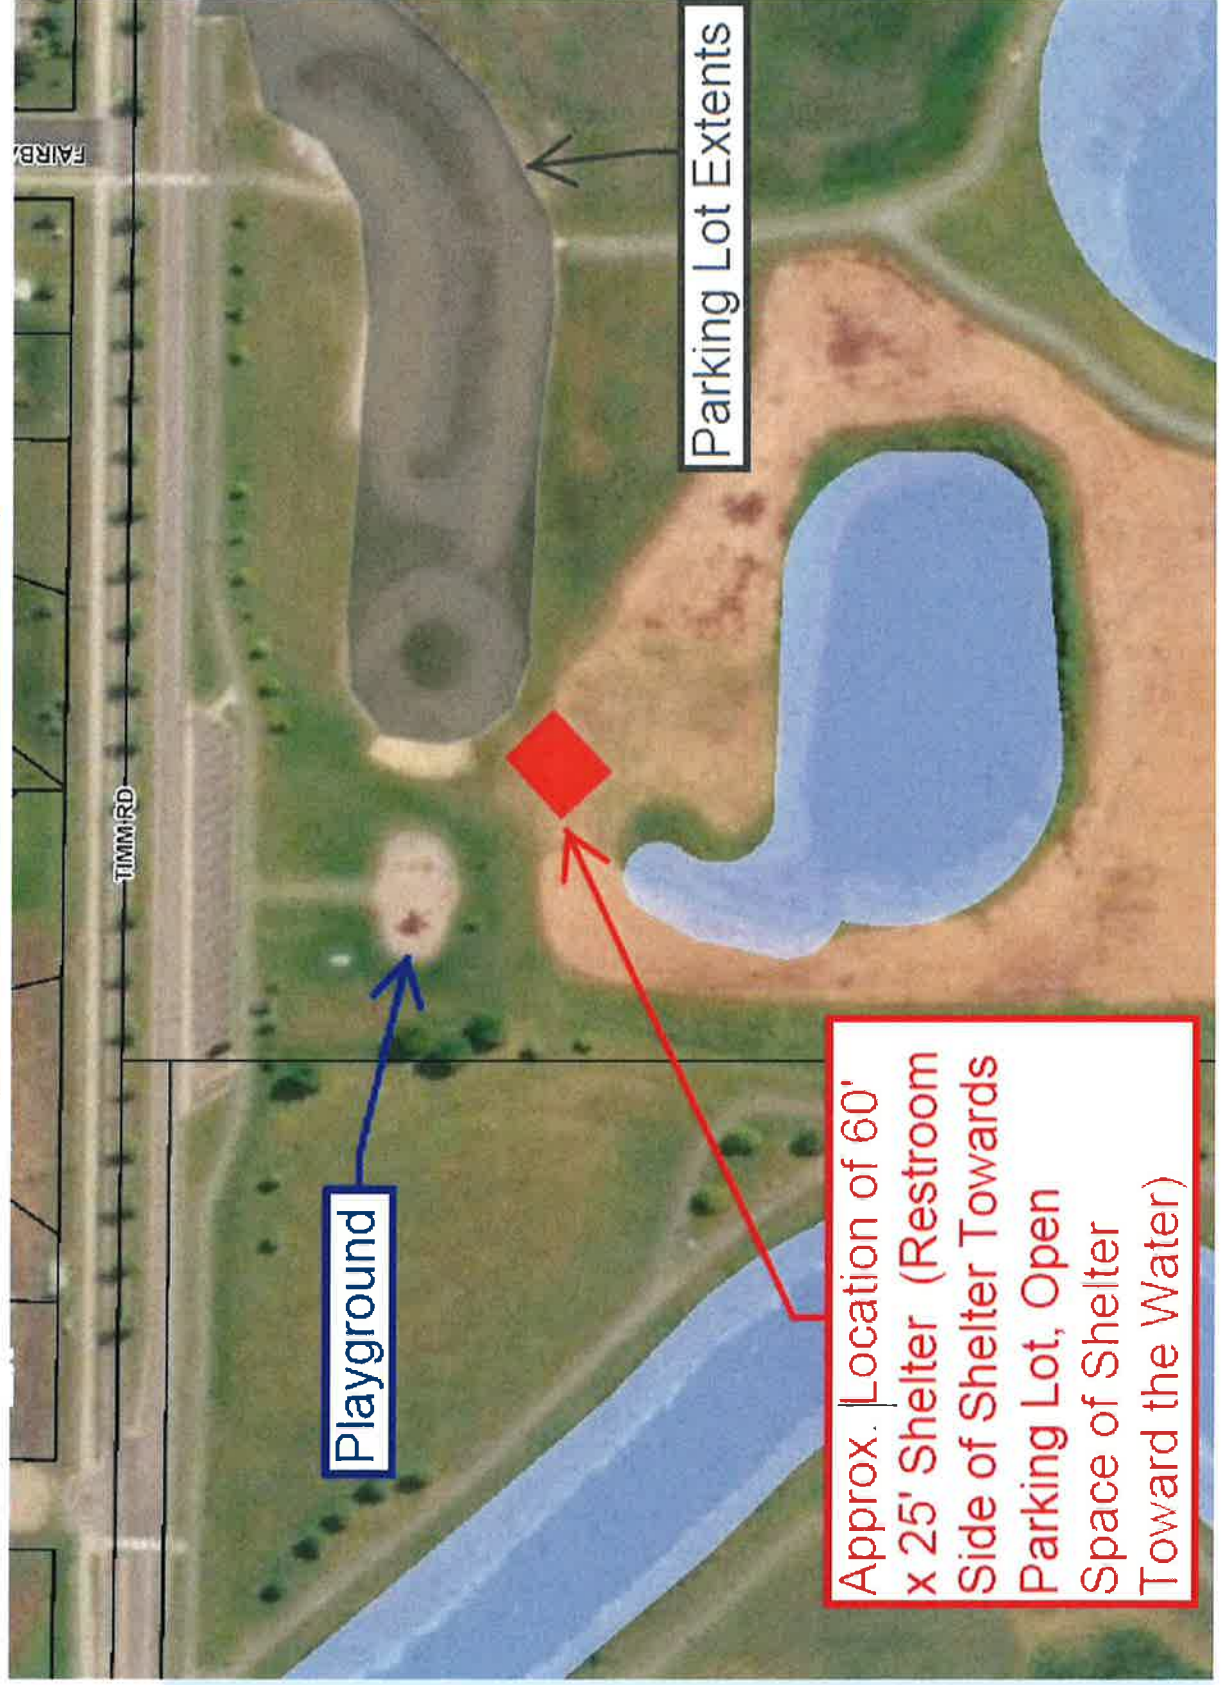 FAIRBA
TIMM RD
Parking Lot Extents
Playground
Approx. Location of 60'
x 25' Shelter (Restroom
Side of Shelter Towards
Parking Lot, Open
Space of Shelter
Toward the Water)